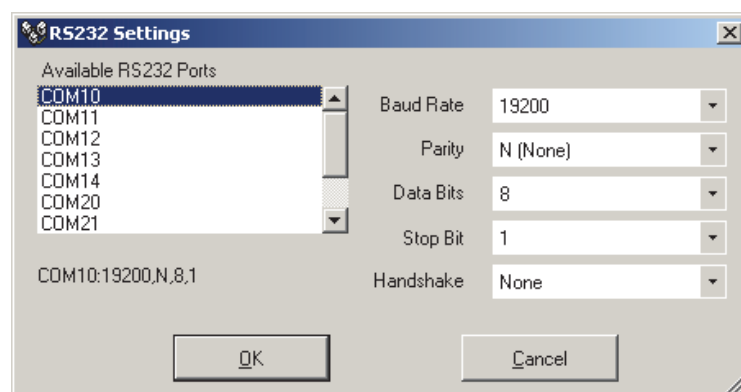 RS232 Settings
Available RS232 Ports
COM10
COM11
COM12
COM13
COM14
COM20
COM21
COM10:19200,N,8,1
Baud Rate 19200
Parity N (None)
Data Bits 8
Stop Bit 1
Handshake None
OK Cancel